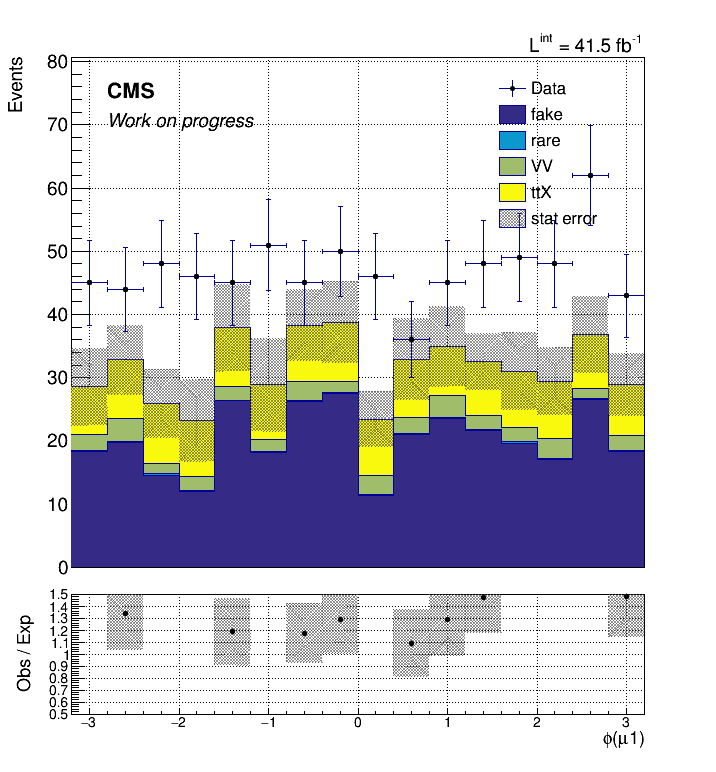 L^int = 41.5 fb^-1
Events
CMS
Work on progress
Data
fake
rare
VV
ttX
stat error
80
70
60
50
40
30
20
10
0
Obs / Exp
1.5
1.4
1.3
1.2
1.1
1
0.9
0.8
0.7
0.6
0.5
−3 −2 −1 0 1 2 3
ϕ(μ1)